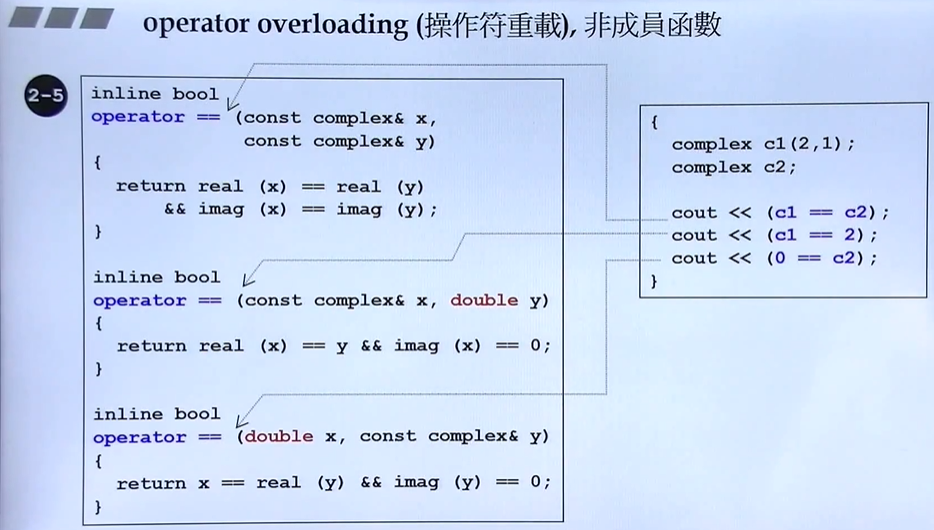 operator overloading (操作符重載), 非成員函數
2-5
inline bool
operator == (const complex& x,
const complex& y)
{
return real (x) == real (y)
&& imag (x) == imag (y);
}
inline bool
operator == (const complex& x, double y)
{
return real (x) == y && imag (x) == 0;
}
inline bool
operator == (double x, const complex& y)
{
return x == real (y) && imag (y) == 0;
}
{
complex c1(2,1);
complex c2;
cout << (c1 == c2);
cout << (c1 == 2);
cout << (0 == c2);
}